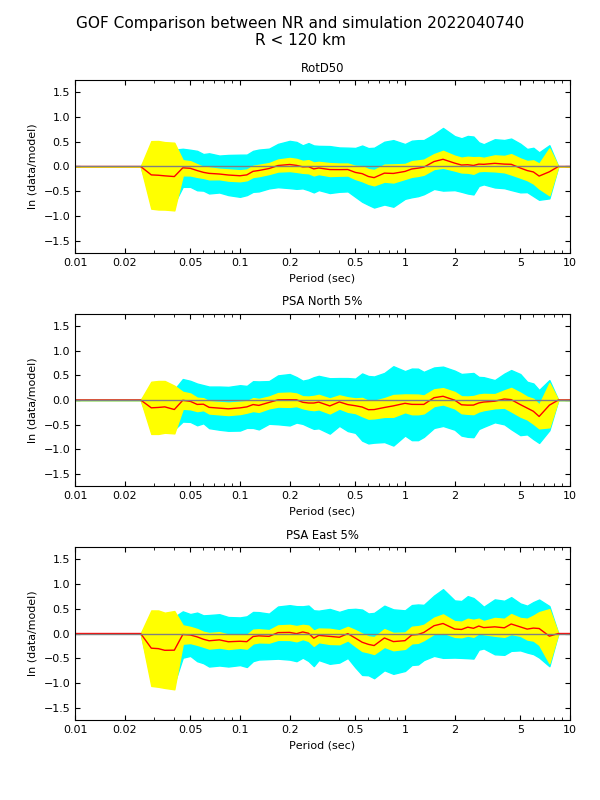 GOF Comparison between NR and simulation 2022040740
R < 120 km
RotD50
ln (data/model)
1.5
1.0
0.5
0.0
−0.5
−1.0
−1.5
0.01 0.02 0.05 0.1 0.2 0.5 1 2 5 10
Period (sec)
PSA North 5%
ln (data/model)
1.5
1.0
0.5
0.0
−0.5
−1.0
−1.5
0.01 0.02 0.05 0.1 0.2 0.5 1 2 5 10
Period (sec)
PSA East 5%
ln (data/model)
1.5
1.0
0.5
0.0
−0.5
−1.0
−1.5
0.01 0.02 0.05 0.1 0.2 0.5 1 2 5 10
Period (sec)